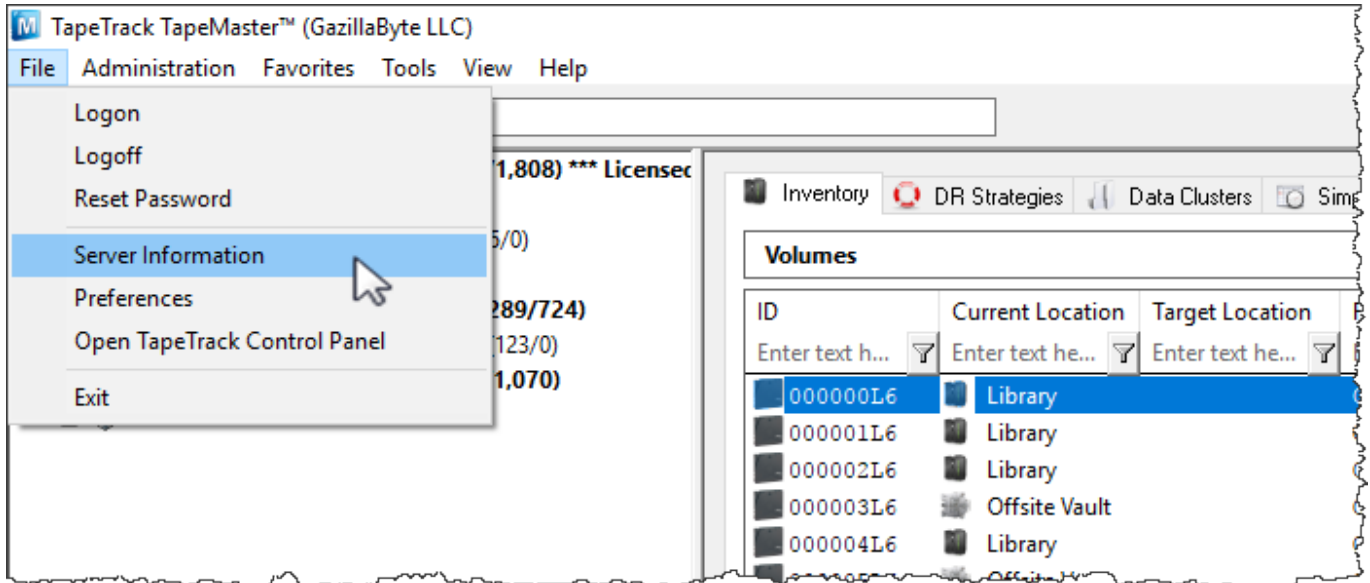 TapeTrack TapeMaster™ (GazillaByte LLC)
File Administration Favorites Tools View Help
Logon
Logoff
Reset Password
Server Information
Preferences
Open TapeTrack Control Panel
Exit
1,808) *** Licensed
/0)
289/724)
(123/0)
1,070)
Inventory DR Strategies Data Clusters
Volumes
ID Current Location Target Location
Enter text h... Enter text he... Enter text he...
000000L6 Library
000001L6 Library
000002L6 Library
000003L6 Offsite Vault
000004L6 Library